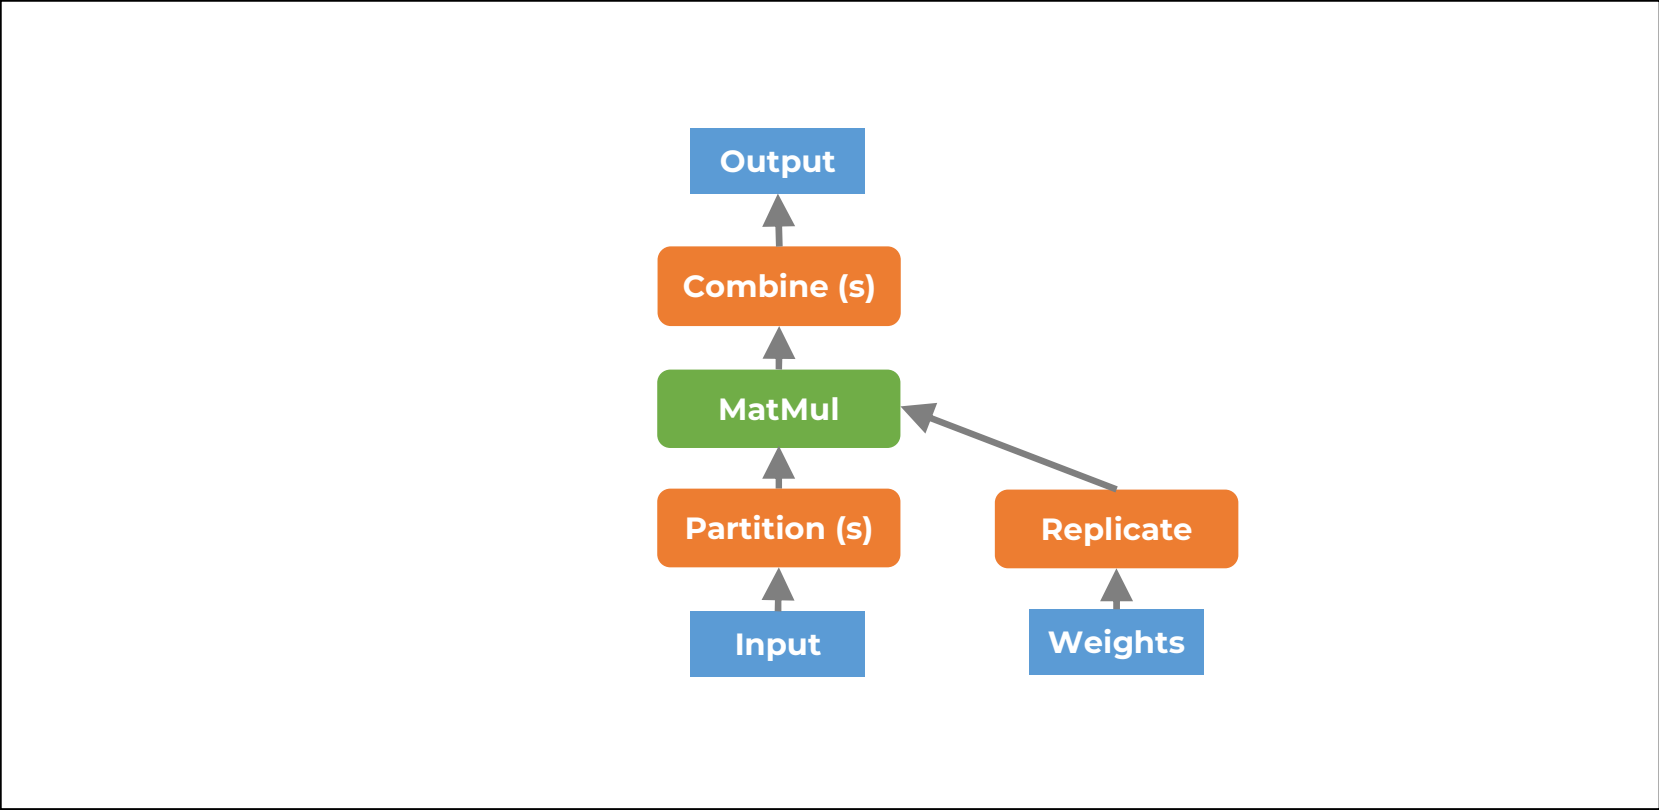 Output
Combine (s)
MatMul
Partition (s)
Replicate
Input
Weights